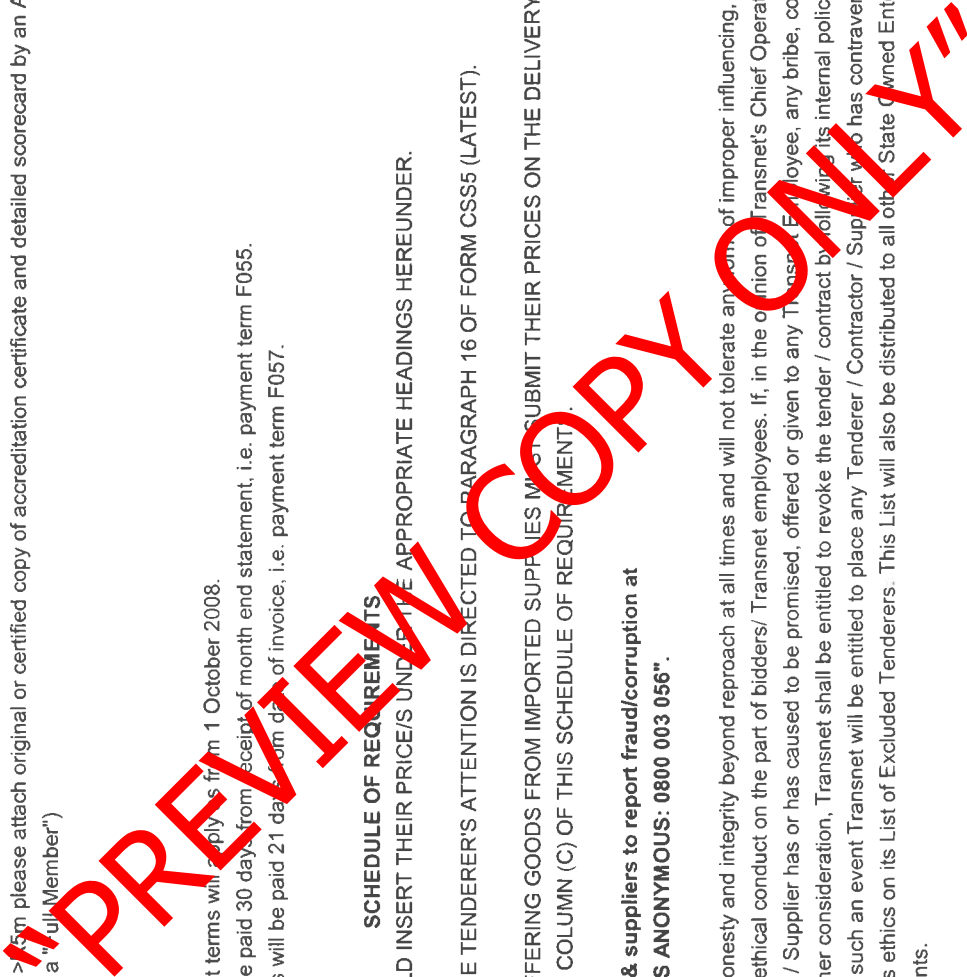 >R5m please attach original or certified copy of accreditation certificate and detailed scorecard by an A
a "Full Member")
t terms will apply as from 1 October 2008.
e paid 30 days from receipt of month end statement, i.e. payment term F055.
s will be paid 21 days from date of invoice, i.e. payment term F057.
SCHEDULE OF REQUIREMENTS
LD INSERT THEIR PRICE/S UNDER THE APPROPRIATE HEADINGS HEREUNDER.
E TENDERER'S ATTENTION IS DIRECTED TO PARAGRAPH 16 OF FORM CSS5 (LATEST).
FERING GOODS FROM IMPORTED SUPPLIES MUST SUBMIT THEIR PRICES ON THE DELIVERY
COLUMN (C) OF THIS SCHEDULE OF REQUIREMENTS.
& suppliers to report fraud/corruption at
S ANONYMOUS: 0800 003 056".
onesty and integrity beyond reproach at all times and will not tolerate any form of improper influencing,
ethical conduct on the part of bidders/ Transnet employees. If, in the opinion of Transnet's Chief Operat
/ Supplier has or has caused to be promised, offered or given to any Transnet Employee, any bribe, co
er consideration, Transnet shall be entitled to revoke the tender / contract by following its internal polic
such an event Transnet will be entitled to place any Tenderer / Contractor / Supplier who has contraver
s ethics on its List of Excluded Tenderers. This List will also be distributed to all other State Owned Ent
nts.
"PREVIEW COPY ONLY"